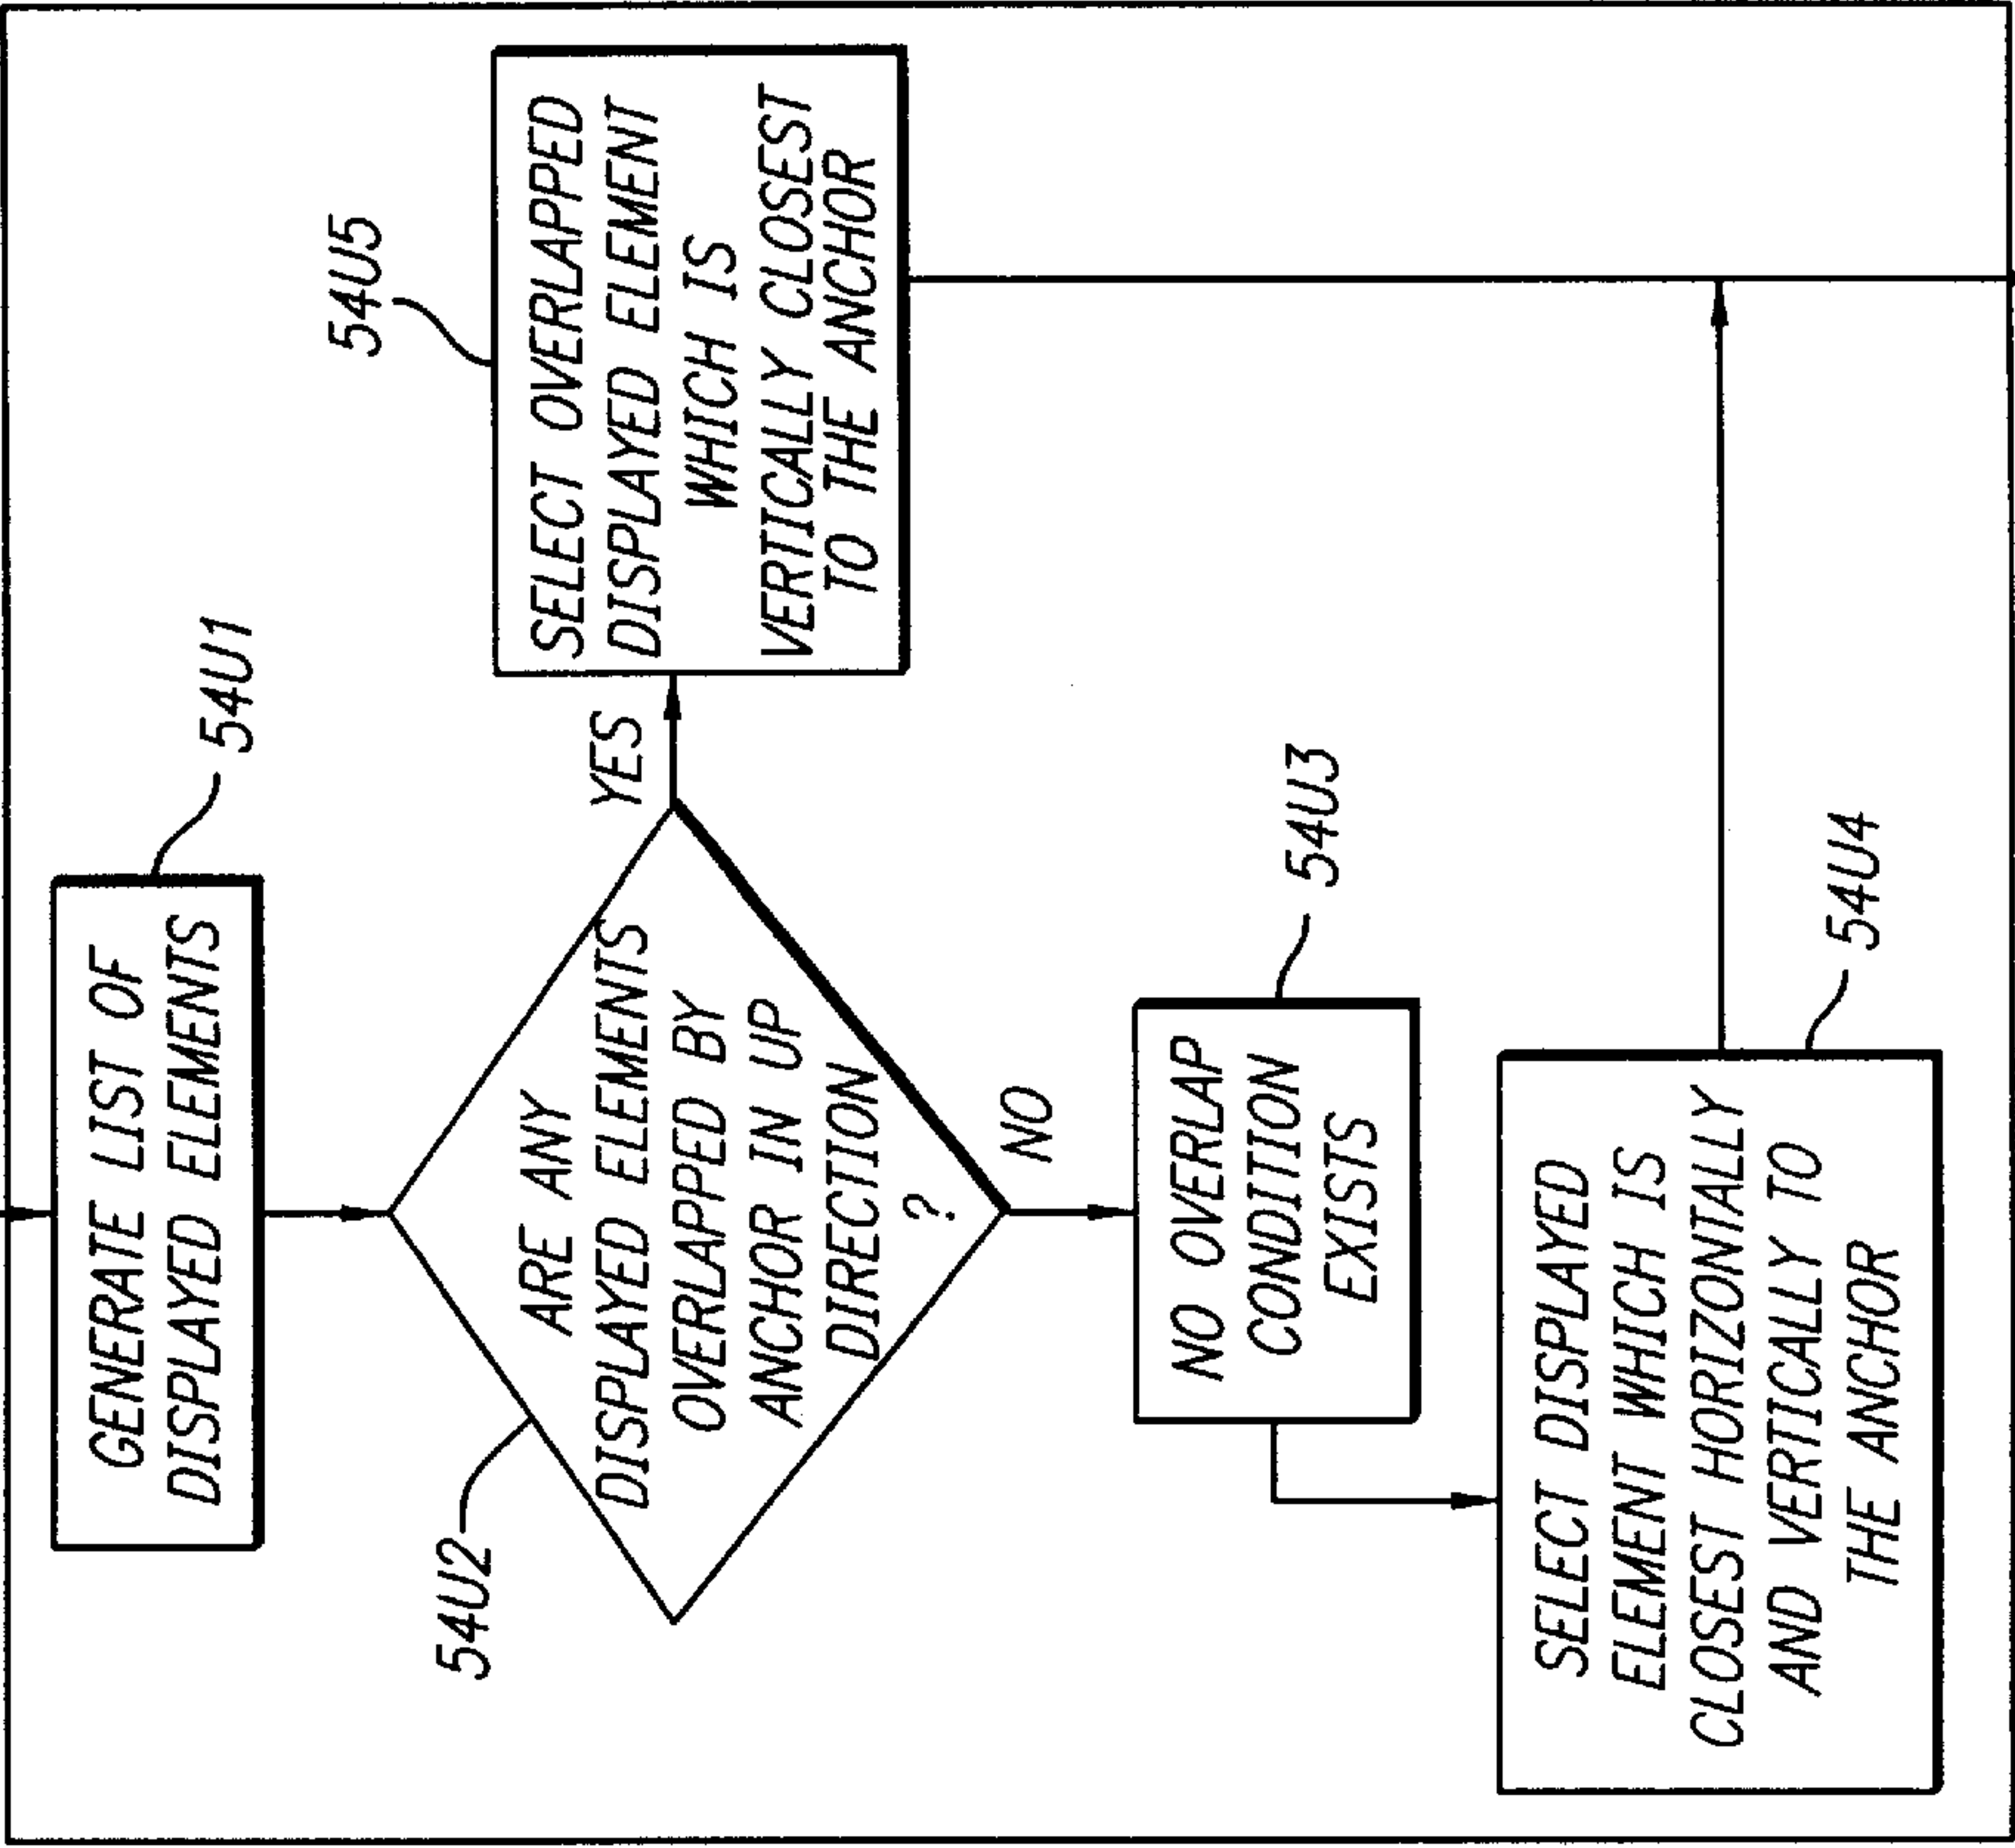 GENERATE LIST OF
DISPLAYED ELEMENTS
54U1
54U2
ARE ANY
DISPLAYED ELEMENTS
OVERLAPPED BY
ANCHOR IN UP
DIRECTION
?
YES
NO
54U5
SELECT OVERLAPPED
DISPLAYED ELEMENT
WHICH IS
VERTICALLY CLOSEST
TO THE ANCHOR
54U3
NO OVERLAP
CONDITION
EXISTS
54U4
SELECT DISPLAYED
ELEMENT WHICH IS
CLOSEST HORIZONTALLY
AND VERTICALLY TO
THE ANCHOR